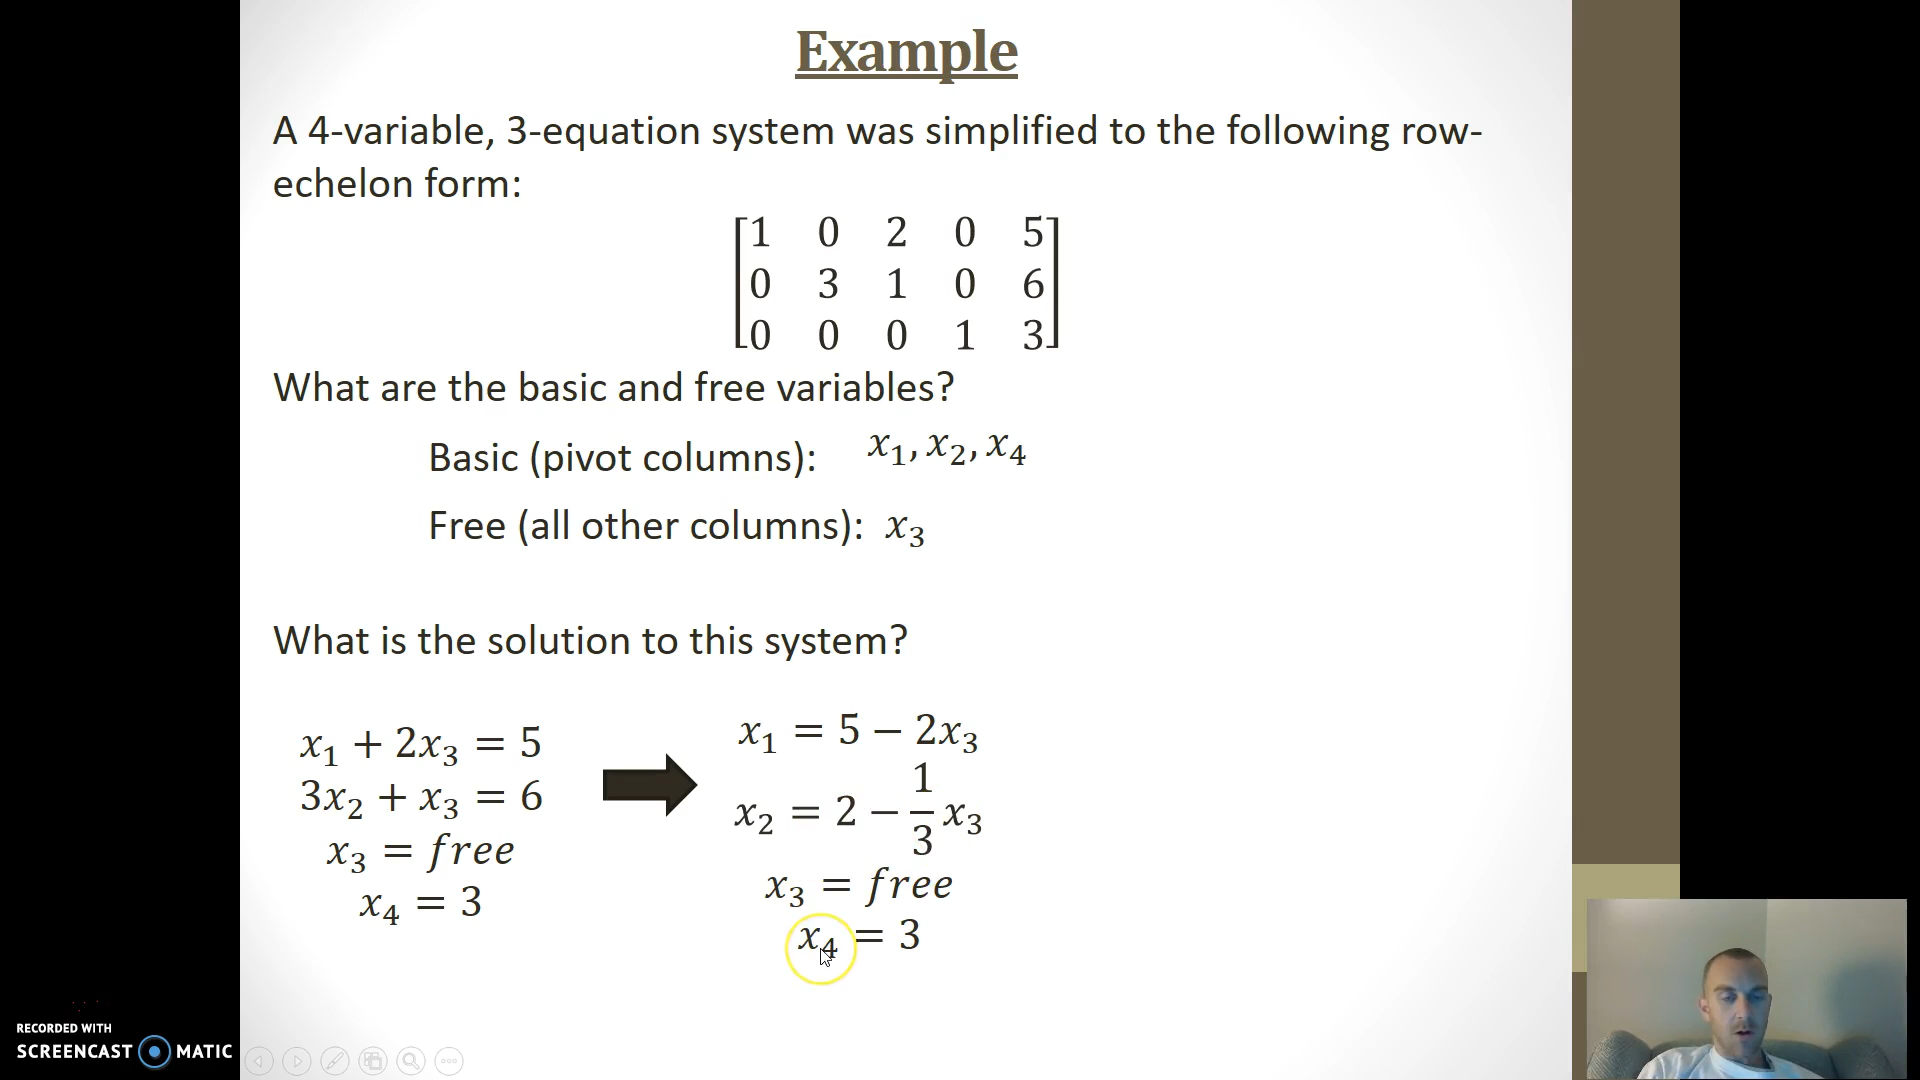 Example
A 4-variable, 3-equation system was simplified to the following row-
echelon form:
1 0 2 0 5
0 3 1 0 6
0 0 0 1 3
What are the basic and free variables?
Basic (pivot columns): x₁, x₂, x₄
Free (all other columns): x₃
What is the solution to this system?
x₁ + 2x₃ = 5
3x₂ + x₃ = 6
x₃ = free
x₄ = 3
x₁ = 5 − 2x₃
x₂ = 2 − 1/3 x₃
x₃ = free
x₄ = 3
RECORDED WITH
SCREENCAST MATIC